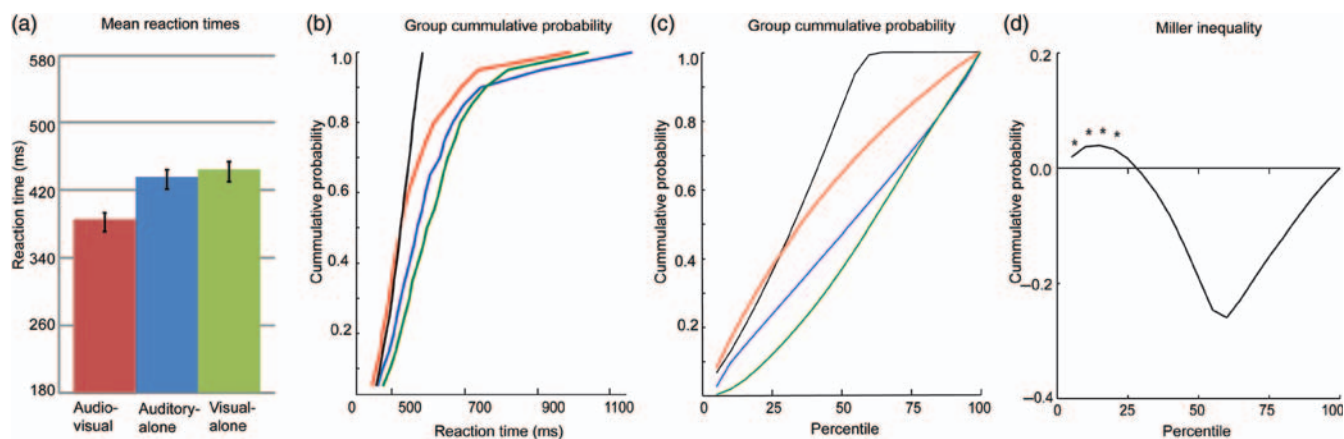 (a) Mean reaction times
580
500
420
340
260
180
Reaction time (ms)
Audio-
visual
Auditory-
alone
Visual-
alone
(b) Group cummulative probability
1.0
0.8
0.6
0.4
0.2
Cummulative probability
0 500 700 900 1100
Reaction time (ms)
(c) Group cummulative probability
1.0
0.8
0.6
0.4
0.2
Cummulative probability
0 25 50 75 100
Percentile
(d) Miller inequality
0.2
0.0
–0.2
–0.4
Cummulative probability
* * * *
0 25 50 75 100
Percentile